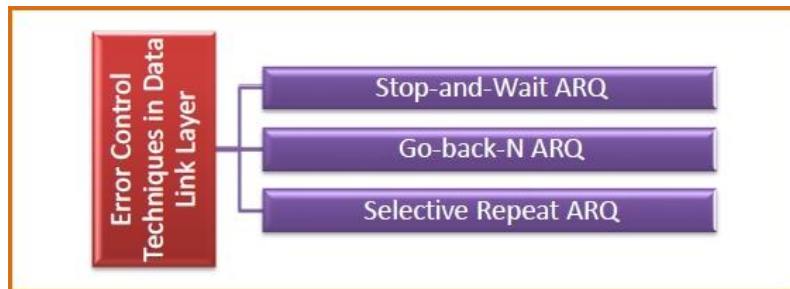 Error Control
Techniques in Data
Link Layer
Stop-and-Wait ARQ
Go-back-N ARQ
Selective Repeat ARQ